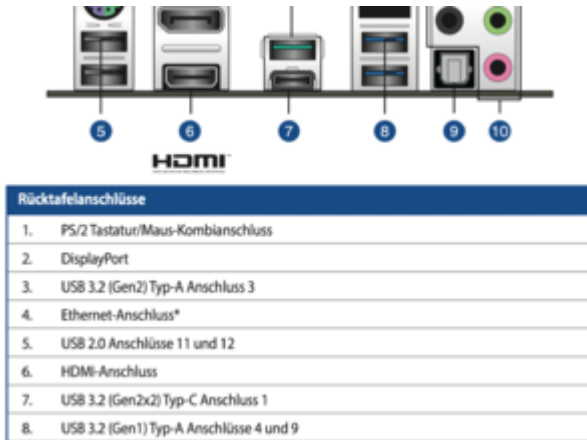 5 6 7 8 9 10
HDMI
Rücktafelanschlüsse
1. PS/2 Tastatur/Maus-Kombianschluss
2. DisplayPort
3. USB 3.2 (Gen2) Typ-A Anschluss 3
4. Ethernet-Anschluss*
5. USB 2.0 Anschlüsse 11 und 12
6. HDMI-Anschluss
7. USB 3.2 (Gen2x2) Typ-C Anschluss 1
8. USB 3.2 (Gen1) Typ-A Anschlüsse 4 und 9